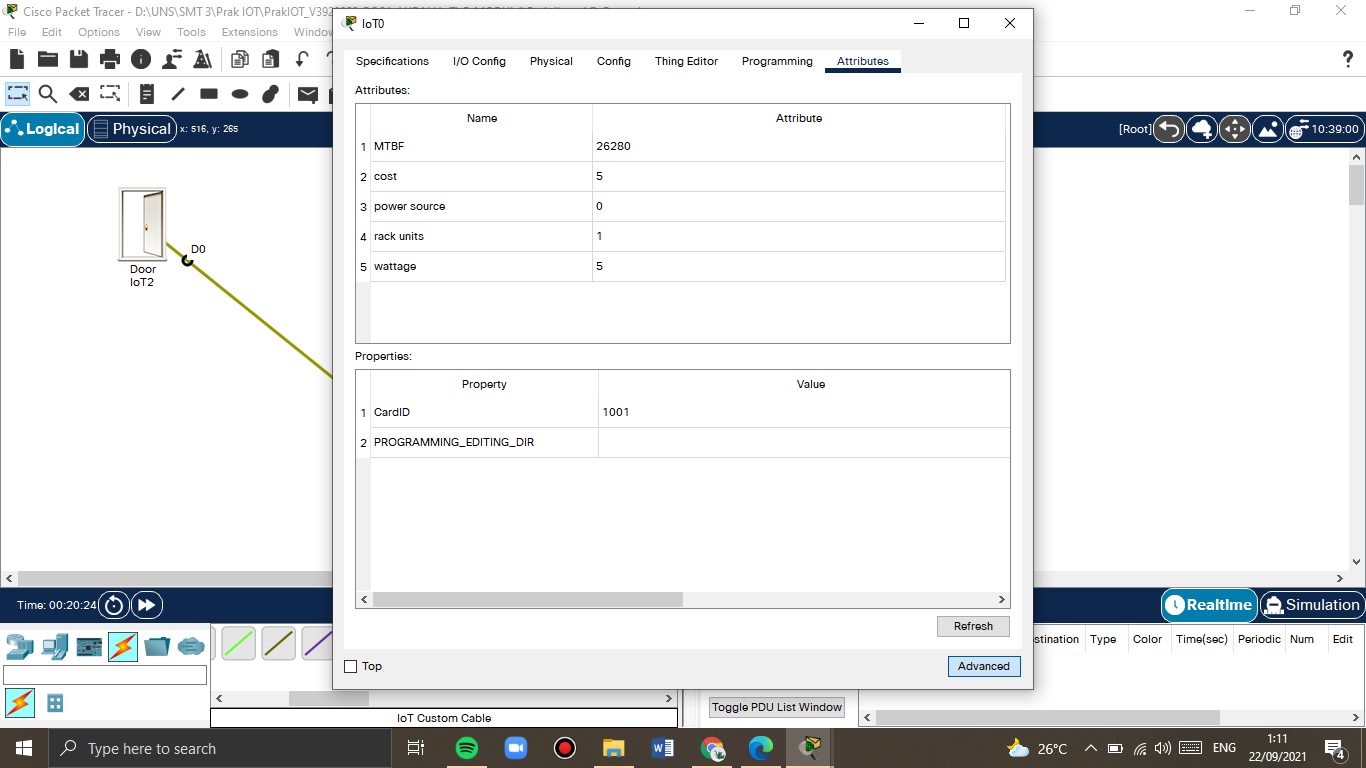 Cisco Packet Tracer - D:\UNS\SMT 3\Prak IOT\PrakIOT_V39
File Edit Options View Tools Extensions Window
IoT0
Specifications I/O Config Physical Config Thing Editor Programming Attributes
Logical Physical x: 516, y: 265
[Root] 10:39:00
Attributes:
Name Attribute
1 MTBF 26280
2 cost 5
3 power source 0
4 rack units 1
5 wattage 5
D0
Door
IoT2
Properties:
Property Value
1 CardID 1001
2 PROGRAMMING_EDITING_DIR
Refresh
Top Advanced
Time: 00:20:24
Realtime Simulation
stination Type Color Time(sec) Periodic Num Edit
Toggle PDU List Window
IoT Custom Cable
Type here to search
26°C ENG 1:11
22/09/2021
4